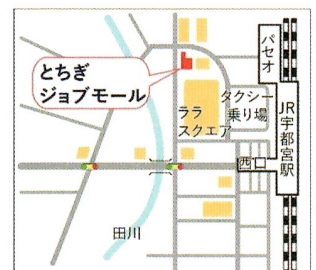 とちぎ
ジョブモール
パセオ
タクシー
乗り場
ララ
スクエア
JR宇都宮駅
西口
田川